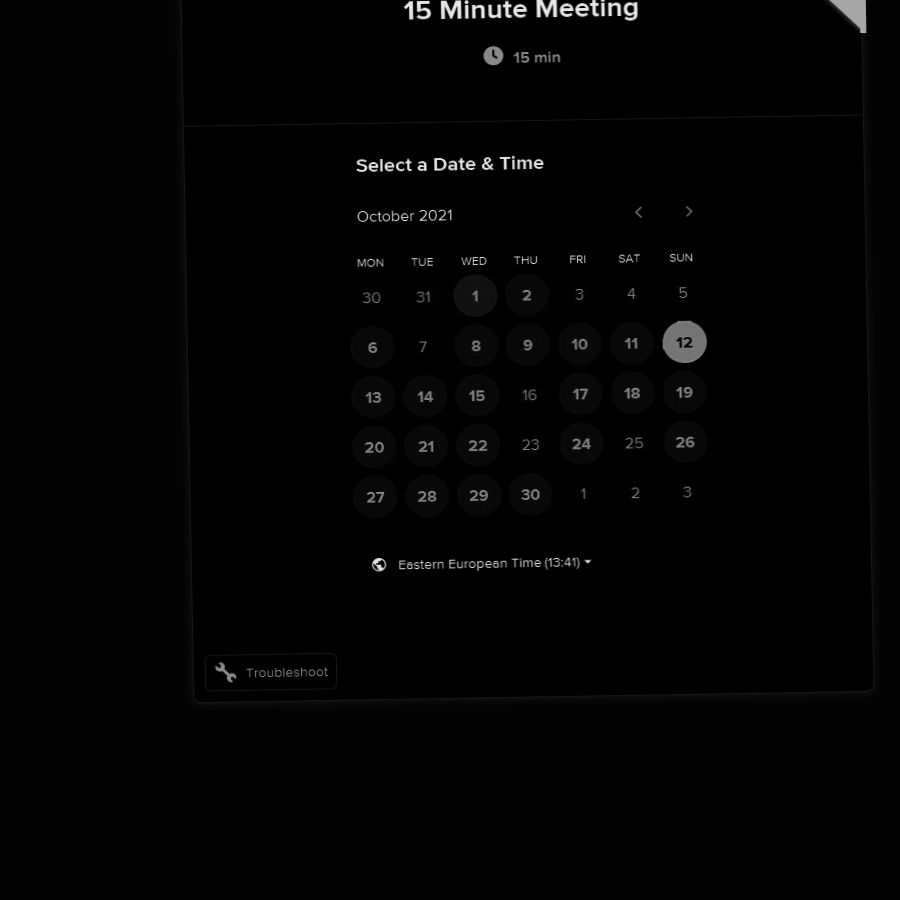 15 Minute Meeting
15 min
Select a Date & Time
October 2021
MON TUE WED THU FRI SAT SUN
30 31 1 2 3 4 5
6 7 8 9 10 11 12
13 14 15 16 17 18 19
20 21 22 23 24 25 26
27 28 29 30 1 2 3
Eastern European Time (13:41)
Troubleshoot